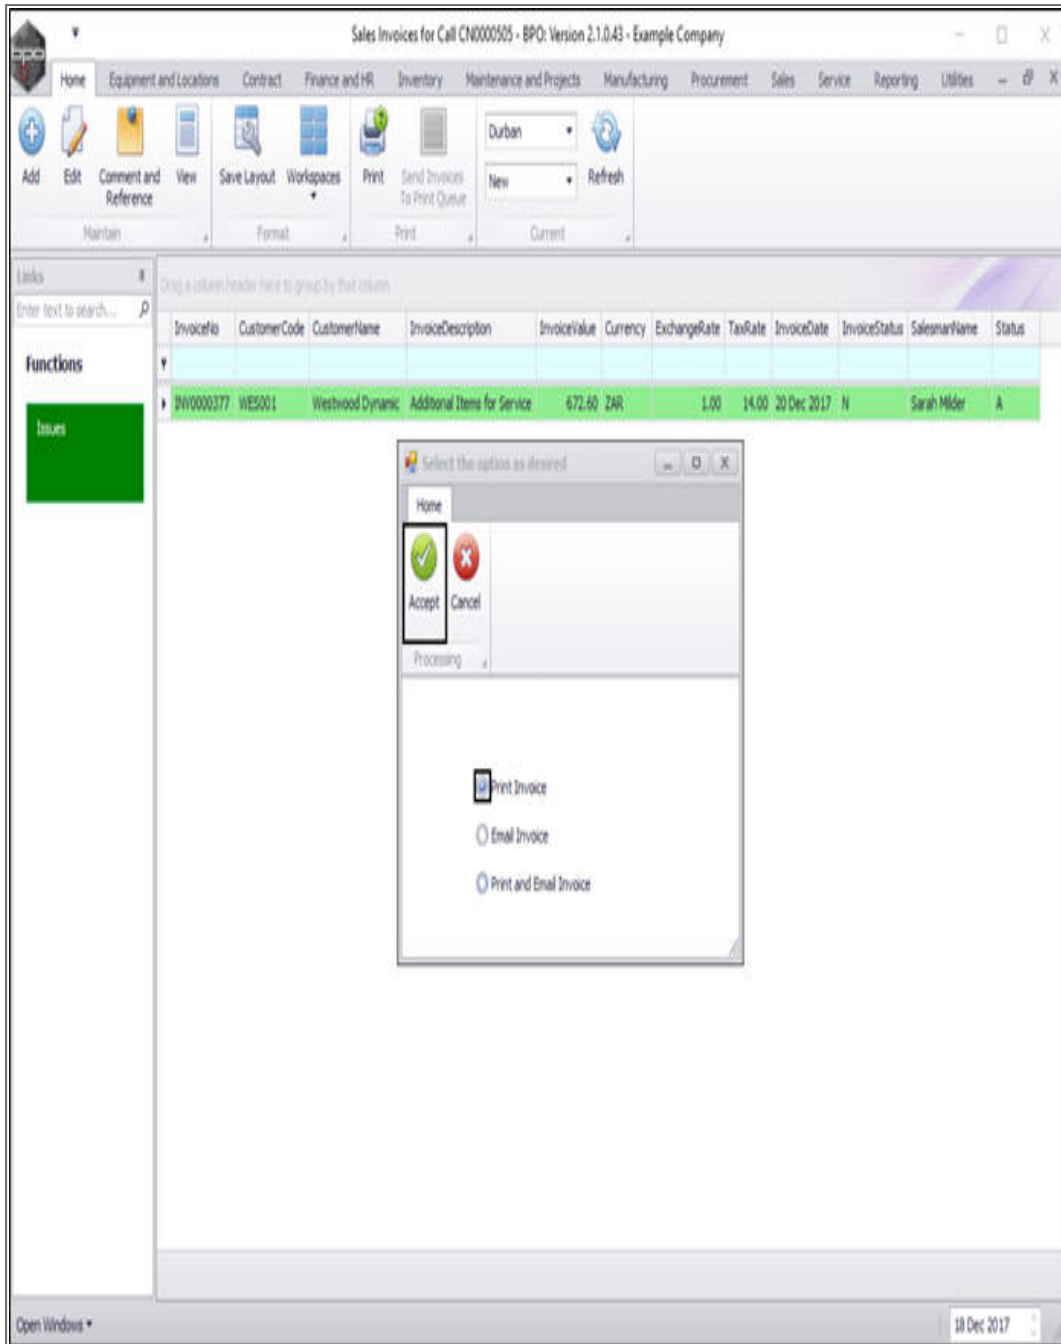 Sales Invoices for Call CN0000505 - BPO: Version 2.1.0.43 - Example Company
bpo
Home Equipment and Locations Contract Finance and HR Inventory Maintenance and Projects Manufacturing Procurement Sales Service Reporting Utilities
Add Edit Comment and Reference View Save Layout Workspaces Print Send Invoices To Print Queue Durban New Refresh
Maintain Format Print Current
Links
Enter text to search...
Drag a column header here to group by that column
InvoiceNo CustomerCode CustomerName InvoiceDescription InvoiceValue Currency ExchangeRate TaxRate InvoiceDate InvoiceStatus SalesmanName Status
Functions
INV0000377 WES001 Westwood Dynamic Additional Items for Service 672.60 ZAR 1.00 14.00 20 Dec 2017 N Sarah Milder A
Issues
Select the option as desired
Home
Accept Cancel
Processing
Print Invoice
Email Invoice
Print and Email Invoice
Open Windows
18 Dec 2017